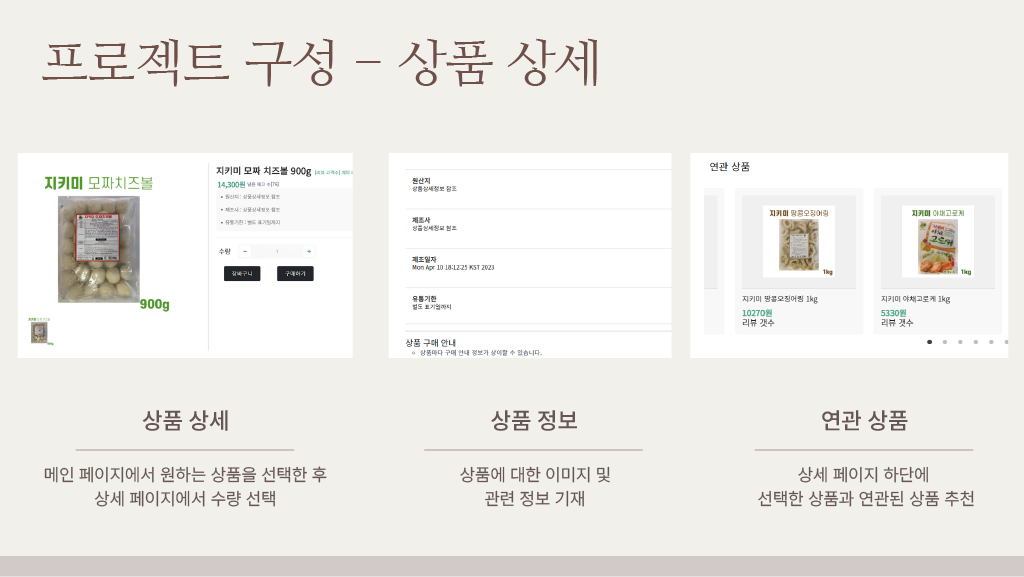 프로젝트 구성 - 상품 상세
지키미 모짜치즈볼
900g
지키미 모짜 치즈볼 900g
14,300원
• 원산지 : 상품상세정보 참조
• 제조사 : 상품상세정보 참조
• 유통기한 : 별도 표기일까지
수량 - 1 +
장바구니 구매하기
원산지
상품상세정보 참조
제조사
상품상세정보 참조
제조일자
Mon Apr 10 18:12:25 KST 2023
유통기한
별도 표기일까지
상품 구매 안내
상품마다 구매 안내 정보가 상이할 수 있습니다.
연관 상품
지키미 땅콩오징어링
1kg
지키미 땅콩오징어링 1kg
10270원
리뷰 갯수
지키미 야채고로케
야채
고로케
1kg
지키미 야채고로케 1kg
5330원
리뷰 갯수
상품 상세
메인 페이지에서 원하는 상품을 선택한 후
상세 페이지에서 수량 선택
상품 정보
상품에 대한 이미지 및
관련 정보 기재
연관 상품
상세 페이지 하단에
선택한 상품과 연관된 상품 추천